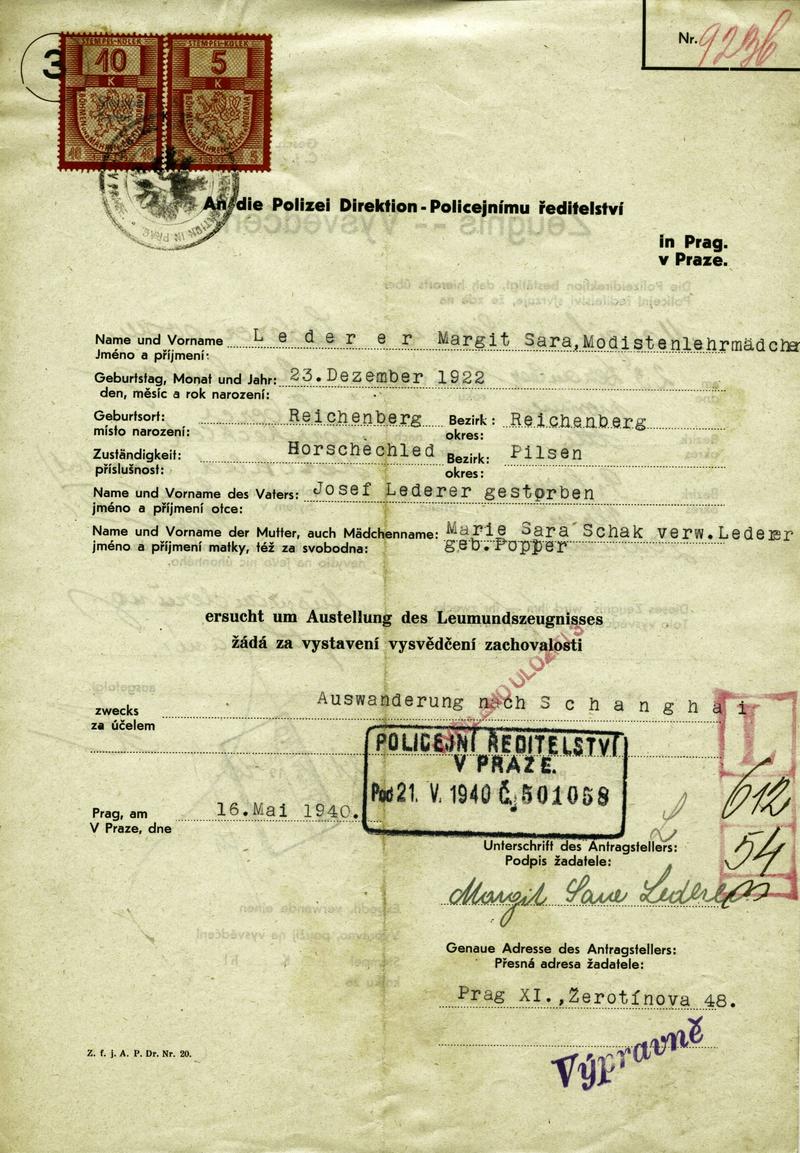 Nr. 9236
3
STEMPEL-KOLEK STEMPEL-KOLEK
10 5
K K
An die Polizei Direktion - Policejnímu ředitelství
in Prag.
v Praze.
Name und Vorname L e d e r e r Margit Sara, Modistenlehrmädchen
Jméno a příjmení:
Geburtstag, Monat und Jahr: 23.Dezember 1922
den, měsíc a rok narození:
Geburtsort: Reichenberg Bezirk: Reichenberg
místo narození: okres:
Zuständigkeit: Horschechled Bezirk: Pilsen
příslušnost: okres:
Name und Vorname des Vaters: Josef Lederer gestorben
jméno a příjmení otce:
Name und Vorname der Mutter, auch Mädchenname: Marie Sara Schak verw.Lederer
jméno a příjmení matky, též za svobodna: geb.Popper
ersucht um Austellung des Leumundszeugnisses
žádá za vystavení vysvědčení zachovalosti
zwecks Auswanderung nach S c h a n g h a i
za účelem
L
POLICEJNÍ ŘEDITELSTVÍ
V PRAZE.
Pod 21. V. 1940 Č. 501058
612
Prag, am 16.Mai 1940.
V Praze, dne
54
Unterschrift des Antragstellers:
Podpis žadatele:
Margit Sara Lederer
Genaue Adresse des Antragstellers:
Přesná adresa žadatele:
Prag XI., Žerotínova 48.
Výpravně
Z. f. j. A. P. Dr. Nr. 20.